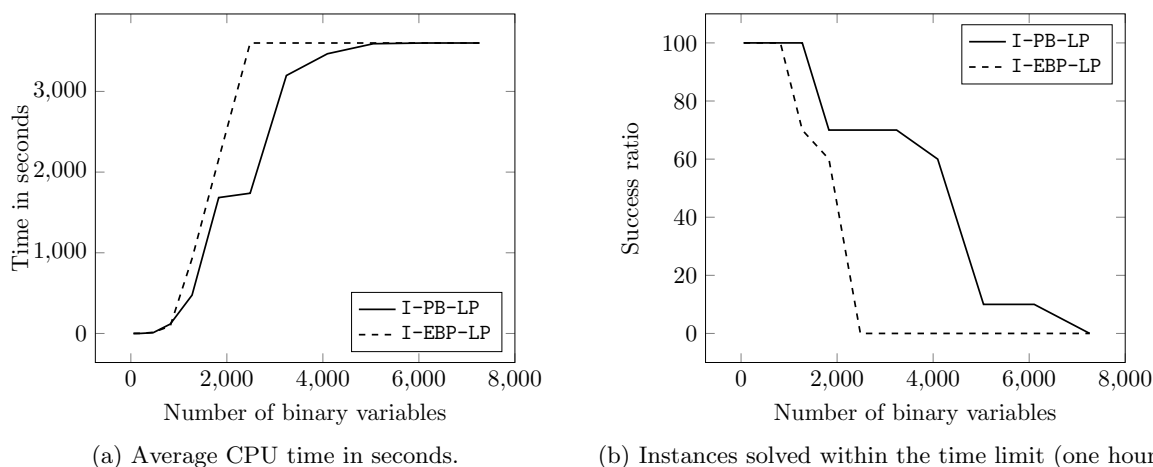 Time in seconds
3,000
2,000
1,000
0
I-PB-LP
I-EBP-LP
0
2,000
4,000
6,000
8,000
Number of binary variables
(a) Average CPU time in seconds.
Success ratio
100
80
60
40
20
0
I-PB-LP
I-EBP-LP
0
2,000
4,000
6,000
8,000
Number of binary variables
(b) Instances solved within the time limit (one hour